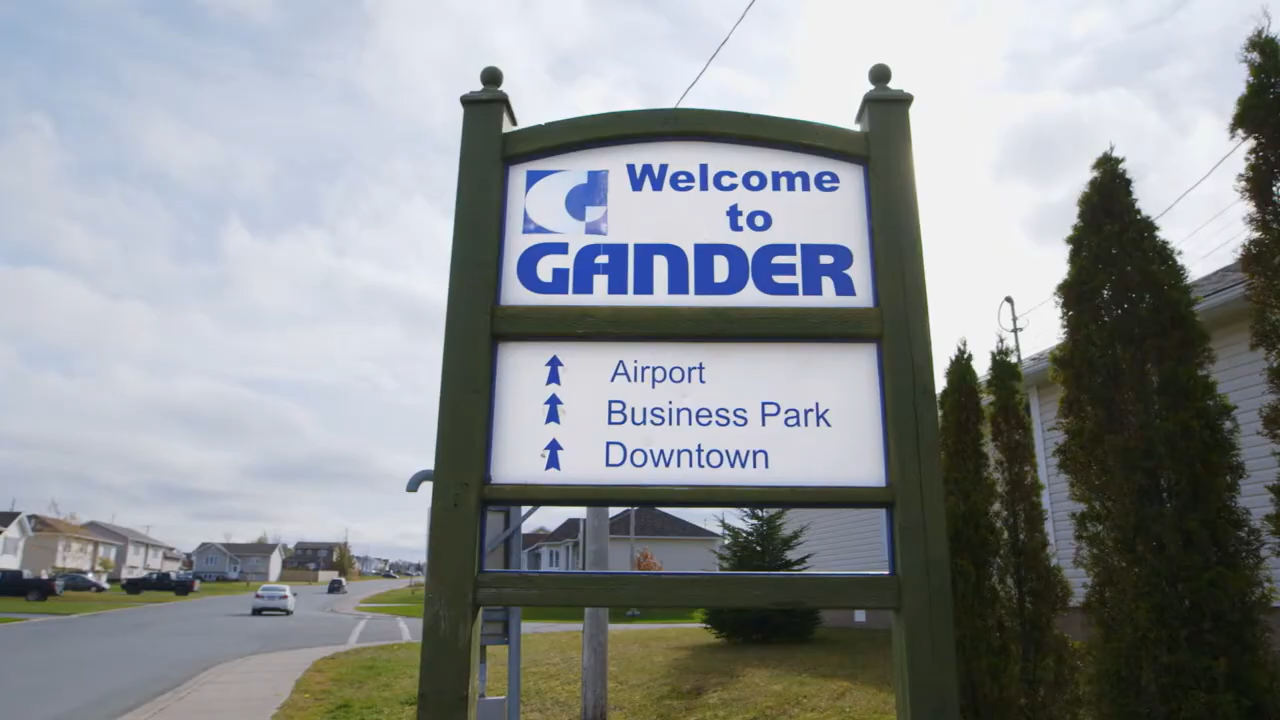 Welcome
to
GANDER
Airport
Business Park
Downtown